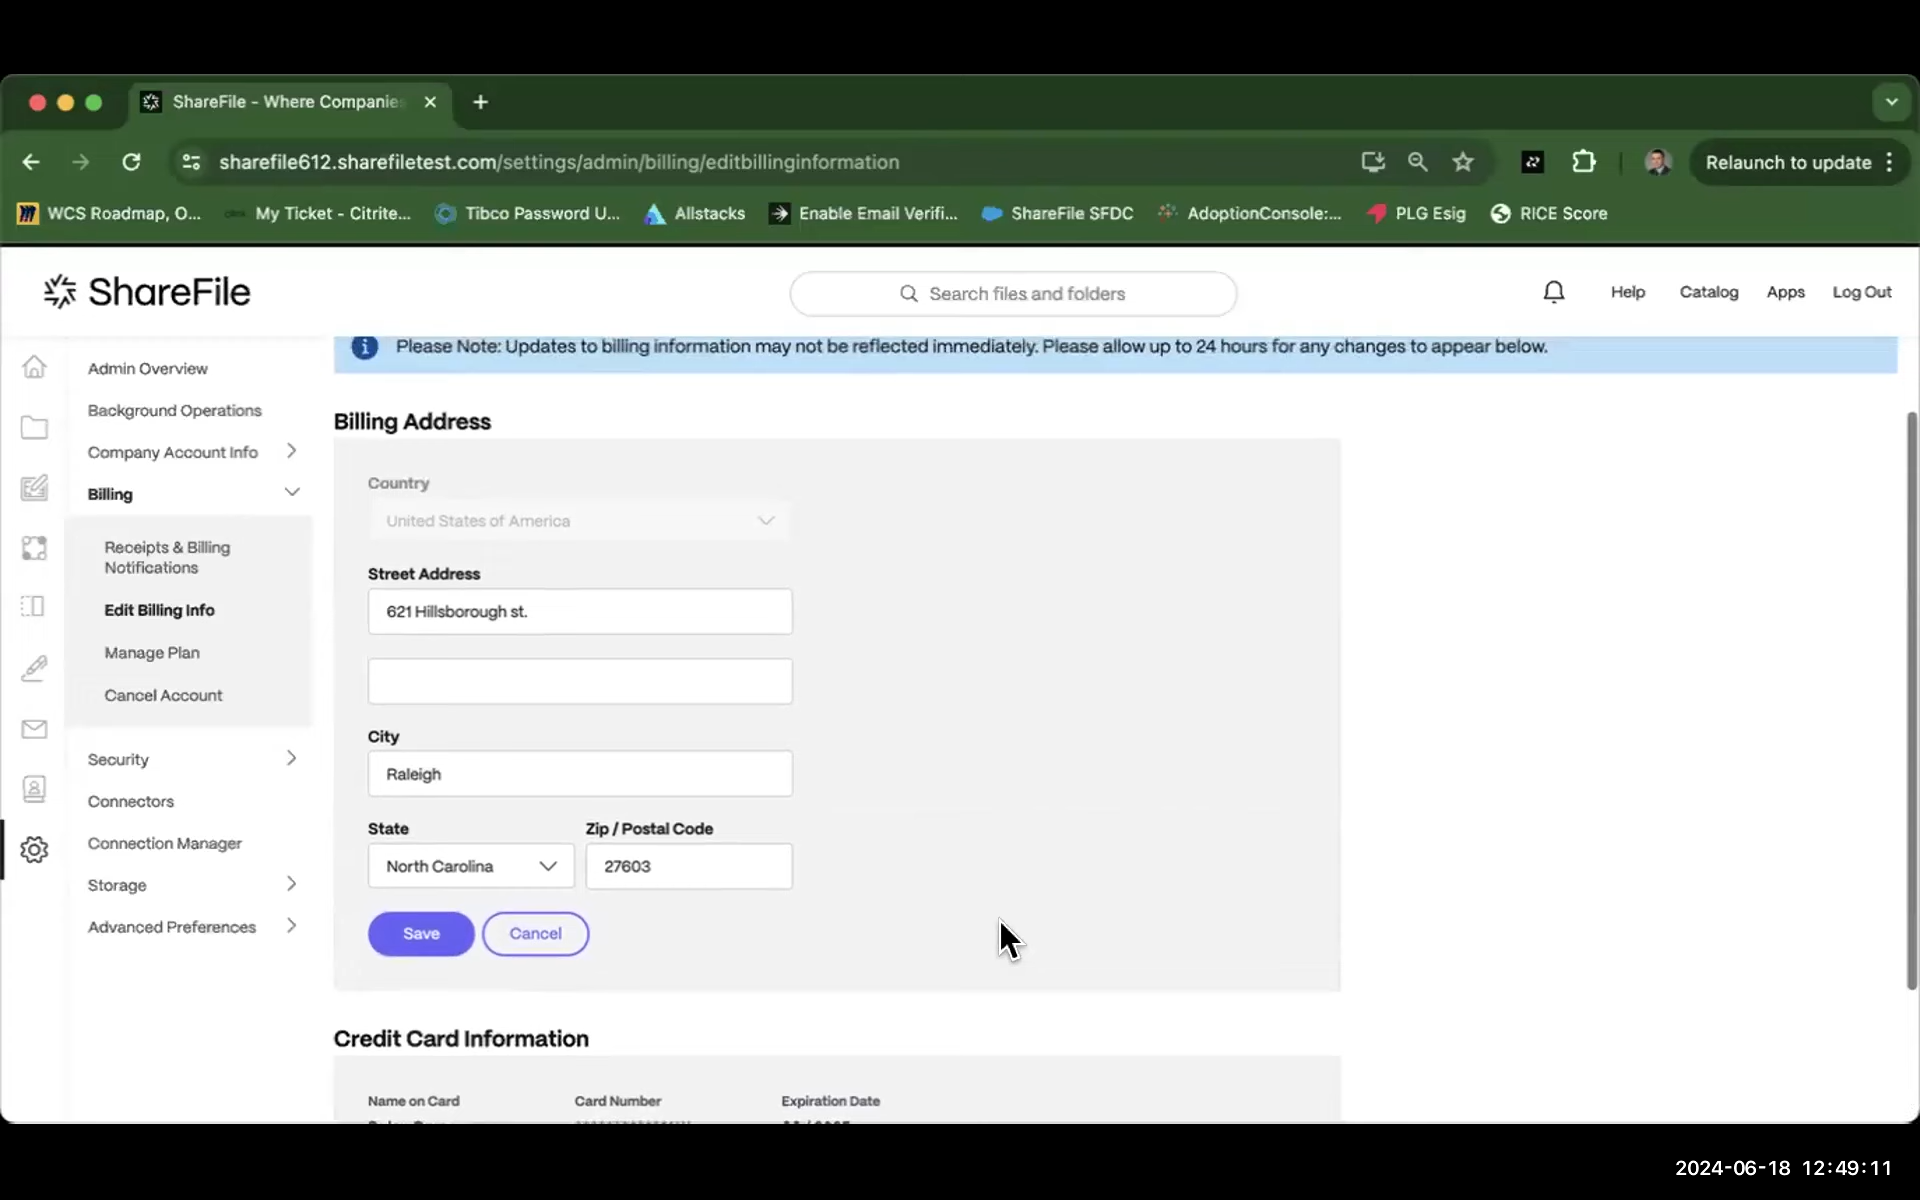 ShareFile - Where Companies
sharefile612.sharefiletest.com/settings/admin/billing/editbillinginformation
Relaunch to update
WCS Roadmap, O...
My Ticket - Citrite...
Tibco Password U...
Allstacks
Enable Email Verifi...
ShareFile SFDC
AdoptionConsole:...
PLG Esig
RICE Score
ShareFile
Search files and folders
Help
Catalog
Apps
Log Out
Admin Overview
Background Operations
Company Account Info
Billing
Receipts & Billing
Notifications
Edit Billing Info
Manage Plan
Cancel Account
Security
Connectors
Connection Manager
Storage
Advanced Preferences
Please Note: Updates to billing information may not be reflected immediately. Please allow up to 24 hours for any changes to appear below.
Billing Address
Country
United States of America
Street Address
621 Hillsborough st.
City
Raleigh
State
Zip / Postal Code
North Carolina
27603
Save
Cancel
Credit Card Information
Name on Card
Card Number
Expiration Date
2024-06-18 12:49:11